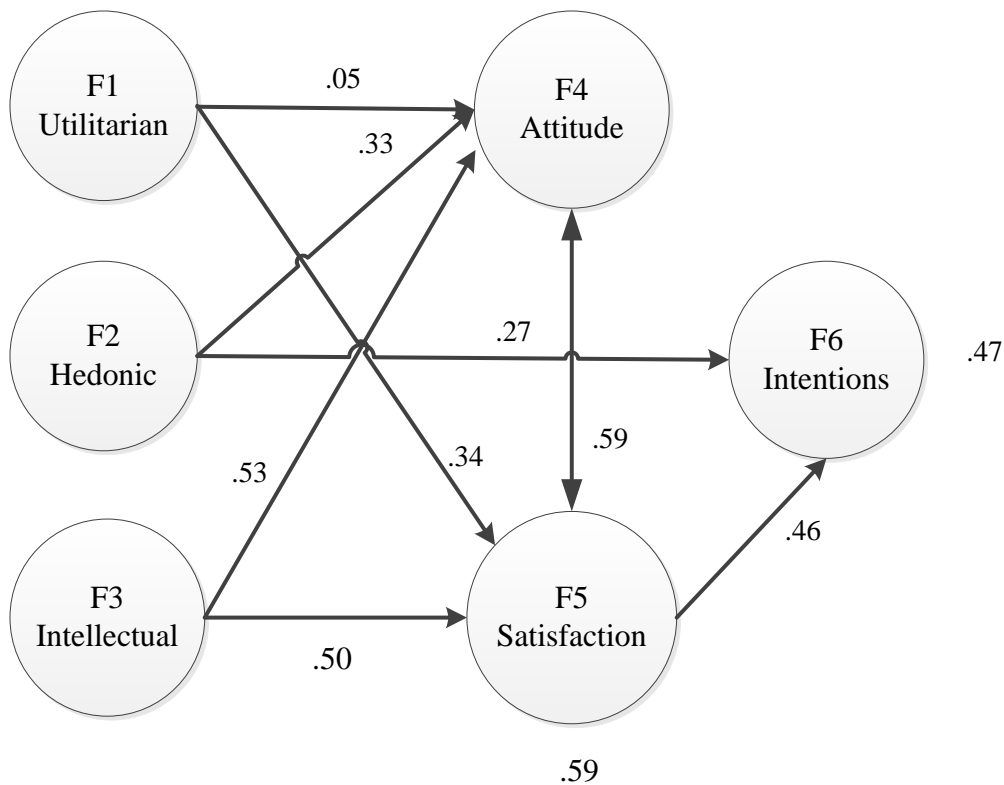 F1
Utilitarian
.05
F4
Attitude
.33
F2
Hedonic
.27
F6
Intentions
.47
.53
.34
.59
.46
F3
Intellectual
.50
F5
Satisfaction
.59